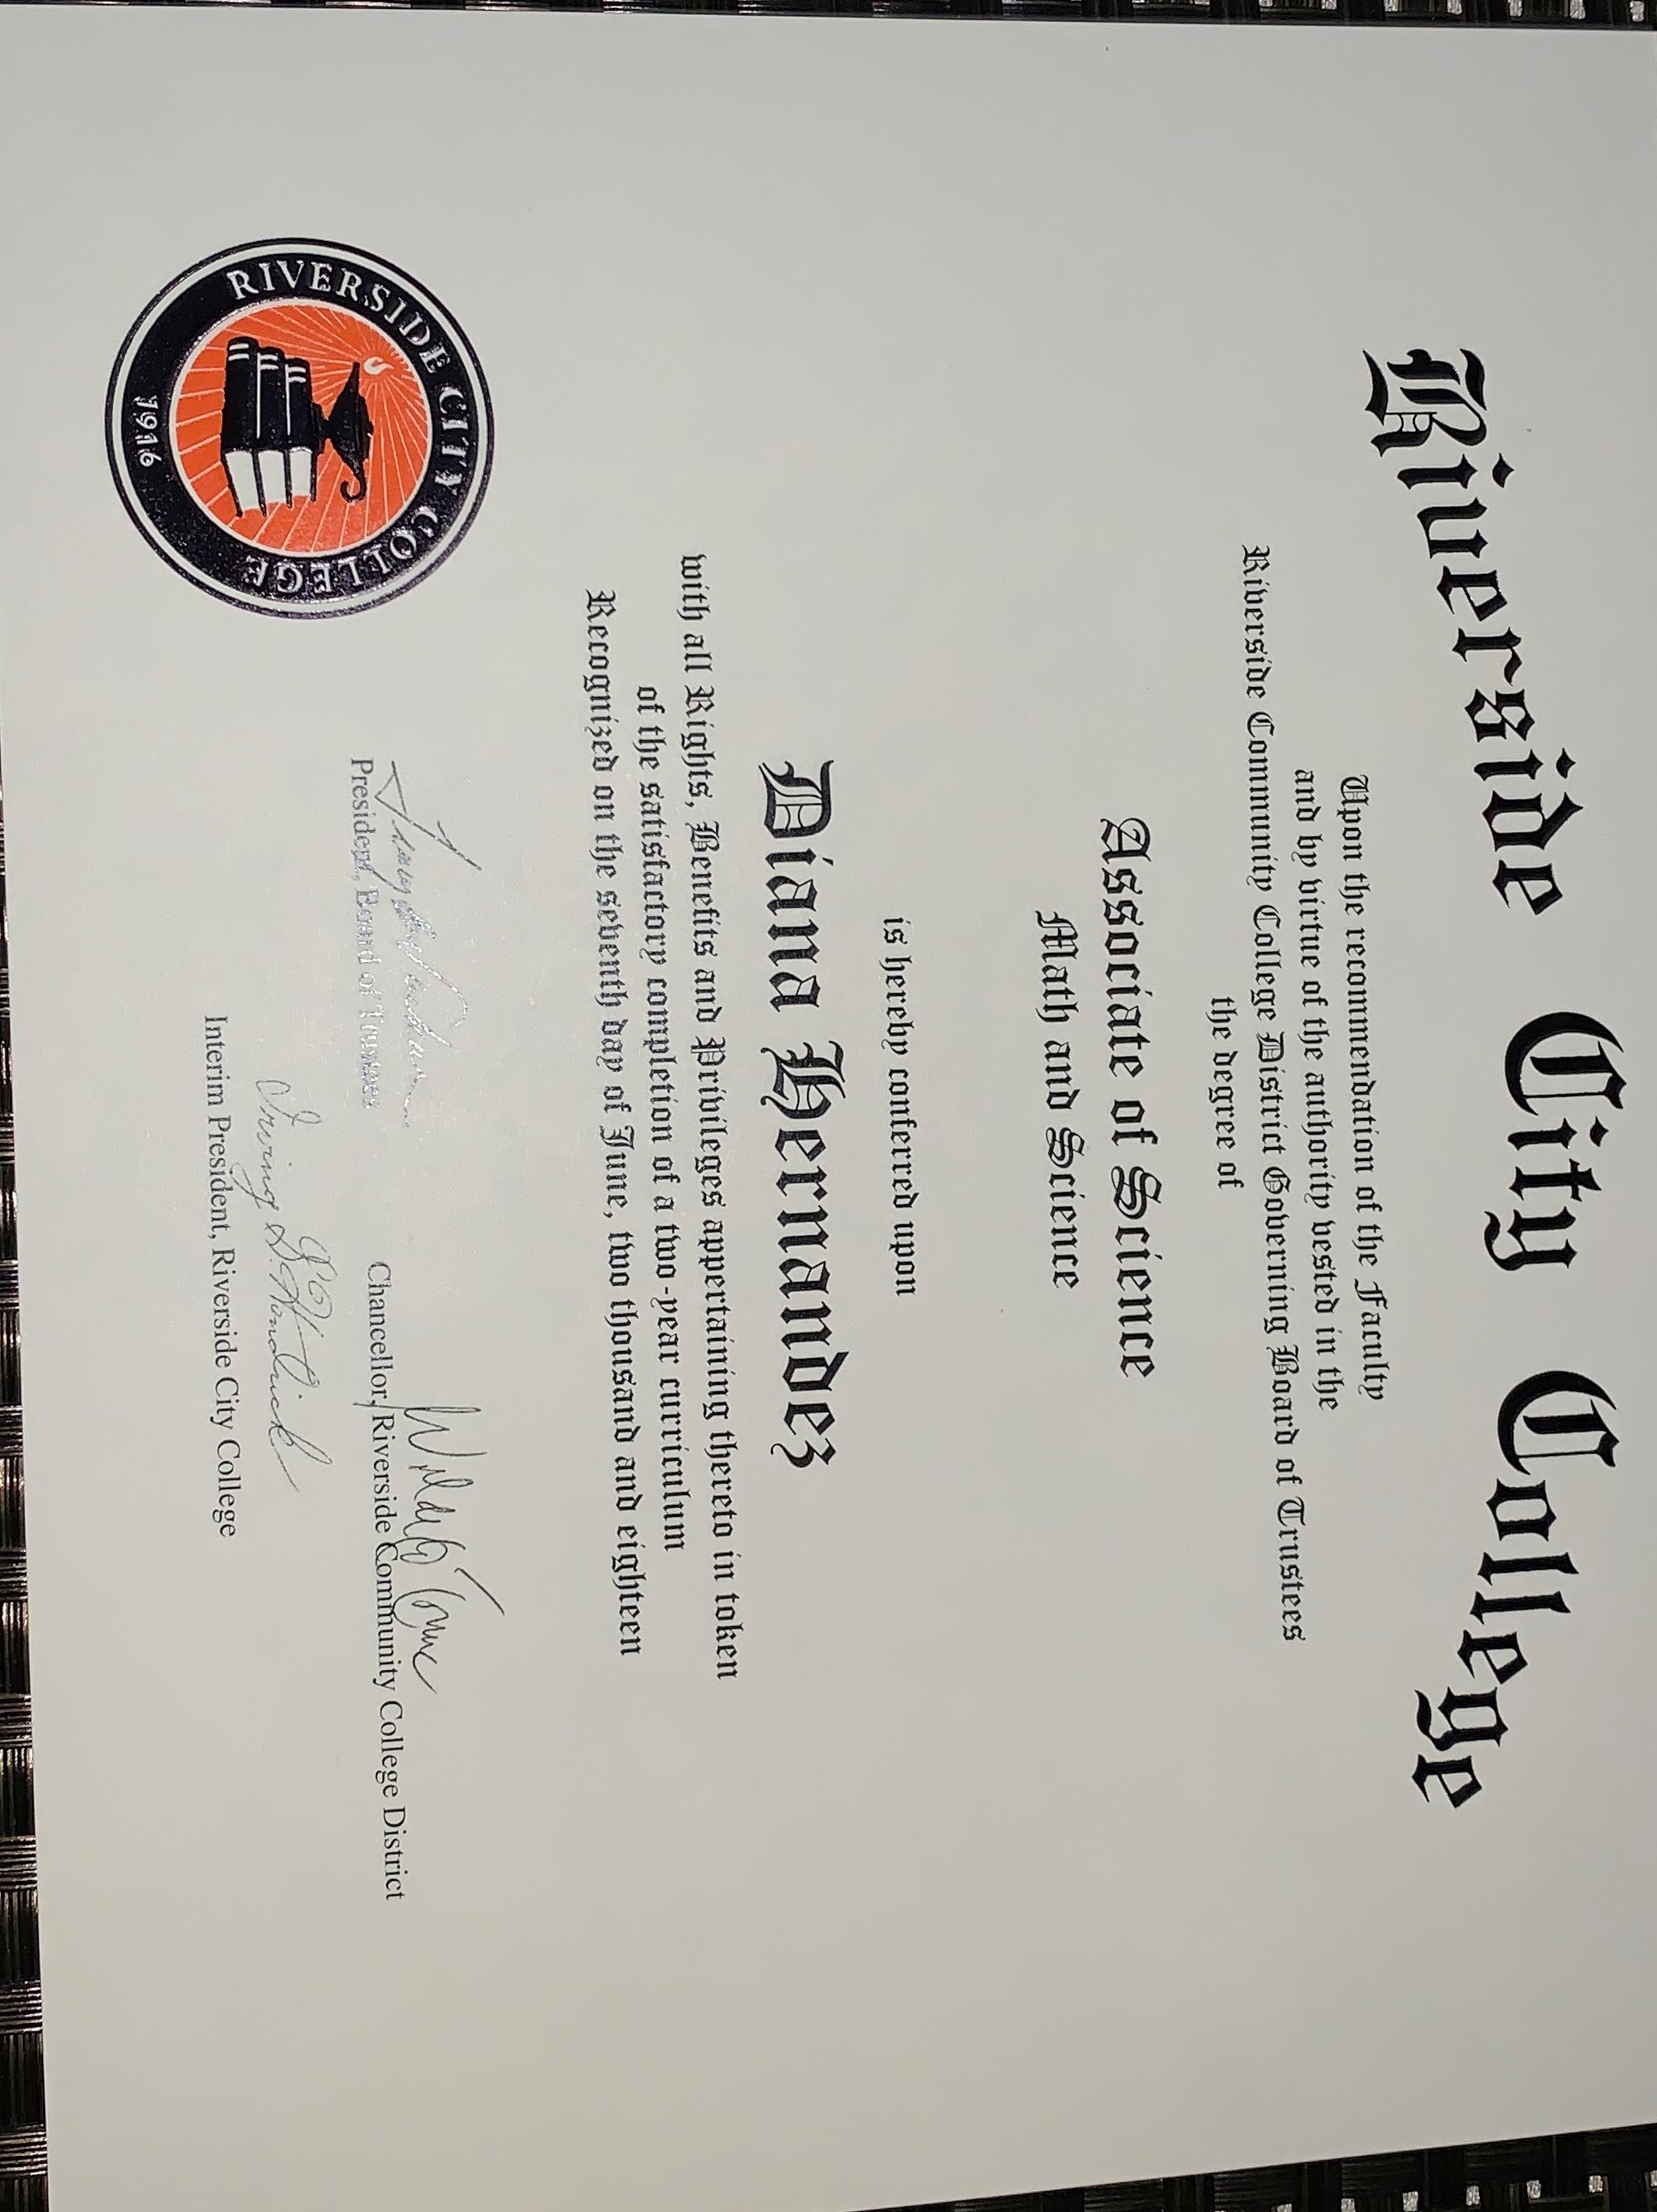 Riverside City College
Upon the recommendation of the Faculty
and by virtue of the authority vested in the
Riverside Community College District Governing Board of Trustees
the degree of
Associate of Science
Math and Science
is hereby conferred upon
Diana Hernandez
with all Rights, Benefits and Privileges appertaining thereto in token
of the satisfactory completion of a two-year curriculum
Recognized on the seventh day of June, two thousand and eighteen
President, Board of Trustees
Chancellor, Riverside Community College District
Irving G. Hendrick
Interim President, Riverside City College
RIVERSIDE CITY COLLEGE
1916